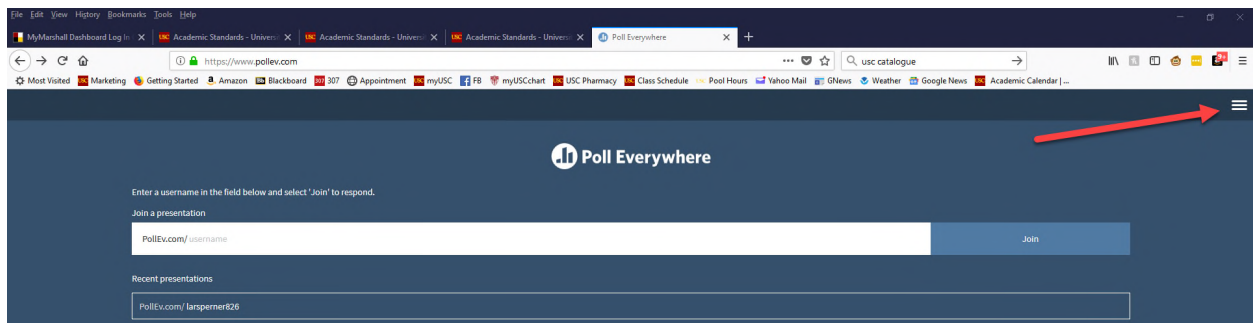 File Edit View History Bookmarks Tools Help
MyMarshall Dashboard Log In Academic Standards - Universi Academic Standards - Universi Academic Standards - Universi Poll Everywhere
https://www.pollev.com usc catalogue
Most Visited Marketing Getting Started Amazon Blackboard 307 Appointment myUSC FB myUSCchart USC Pharmacy Class Schedule Pool Hours Yahoo Mail GNews Weather Google News Academic Calendar | ...
Poll Everywhere
Enter a username in the field below and select 'Join' to respond.
Join a presentation
PollEv.com/ username Join
Recent presentations
PollEv.com/ larsperner826